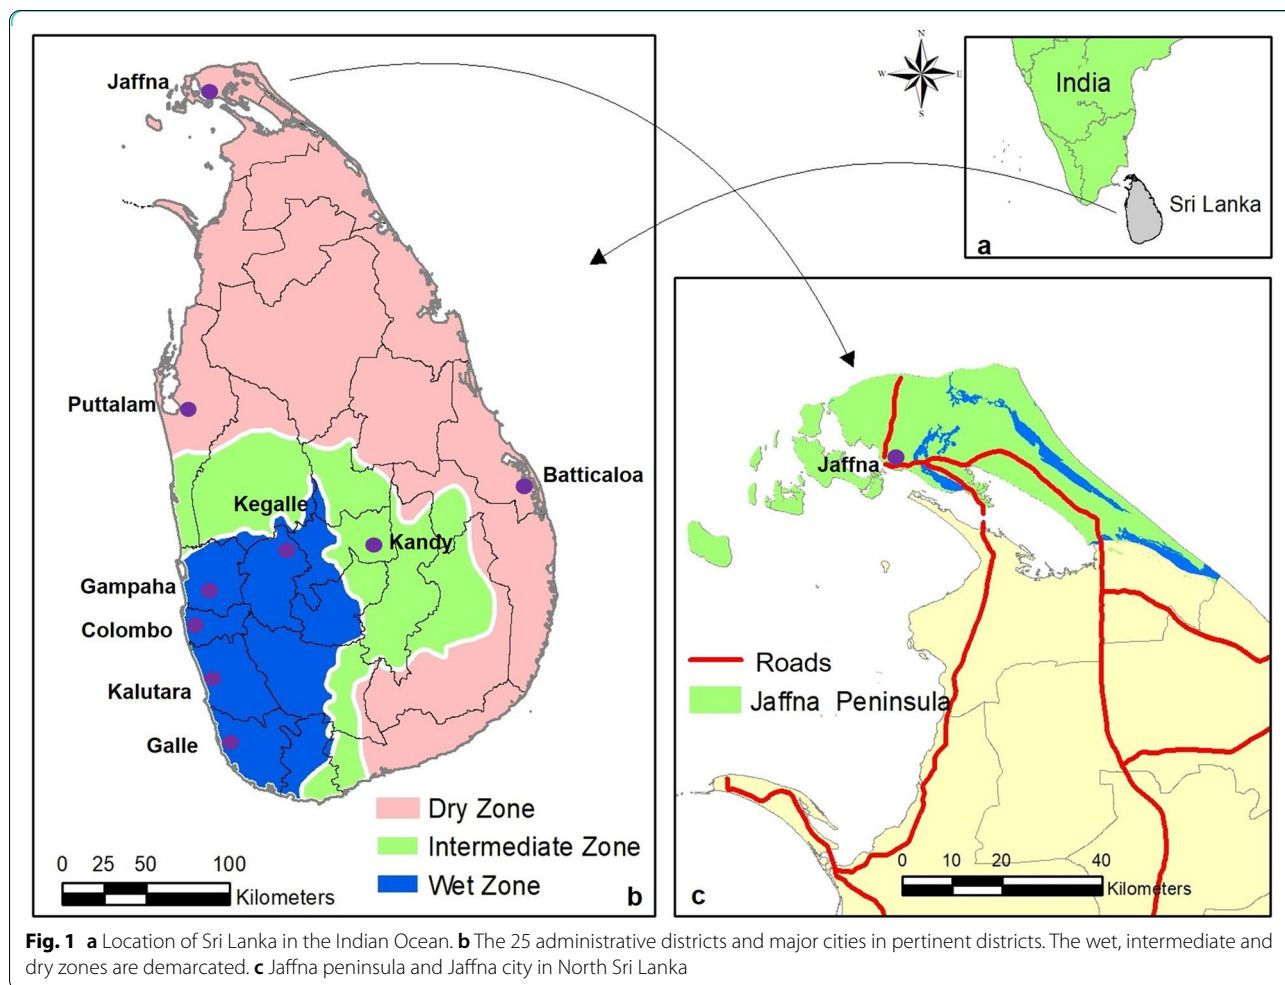 Jaffna
Puttalam
Batticaloa
Kegalle
Kandy
Gampaha
Colombo
Kalutara
Galle
Dry Zone
Intermediate Zone
Wet Zone
0 25 50 100
Kilometers
b
N
W E
S
India
Sri Lanka
a
Jaffna
Roads
Jaffna Peninsula
0 10 20 40
Kilometers
c
Fig. 1 a Location of Sri Lanka in the Indian Ocean. b The 25 administrative districts and major cities in pertinent districts. The wet, intermediate and
dry zones are demarcated. c Jaffna peninsula and Jaffna city in North Sri Lanka